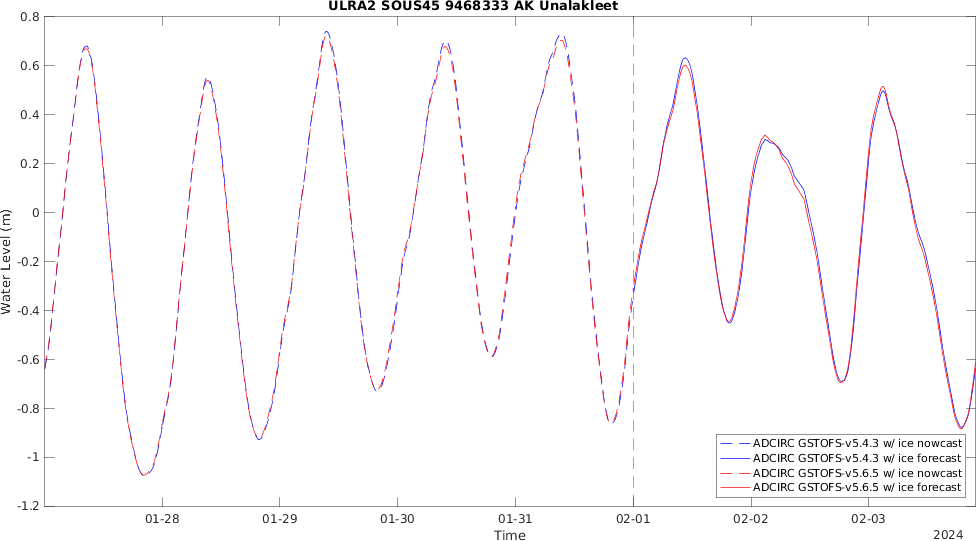 ULRA2 SOUS45 9468333 AK Unalakleet
0.8
0.6
0.4
0.2
0
-0.2
-0.4
-0.6
-0.8
-1
-1.2
Water Level (m)
ADCIRC GSTOFS-v5.4.3 w/ ice nowcast
ADCIRC GSTOFS-v5.4.3 w/ ice forecast
ADCIRC GSTOFS-v5.6.5 w/ ice nowcast
ADCIRC GSTOFS-v5.6.5 w/ ice forecast
01-28 01-29 01-30 01-31 02-01 02-02 02-03
Time
2024